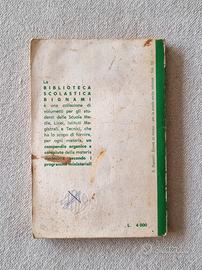 La
BIBLIOTECA
SCOLASTICA
BIGNAMI
è una collezione di
volumetti per gli stu-
denti delle Scuole Me-
die, Licei, Istituti Ma-
gistrali e Tecnici, che
ha lo scopo di fornire,
per ogni materia, un
compendio organico e
completo della materia
secondo i
programmi ministeriali
L. 4 000